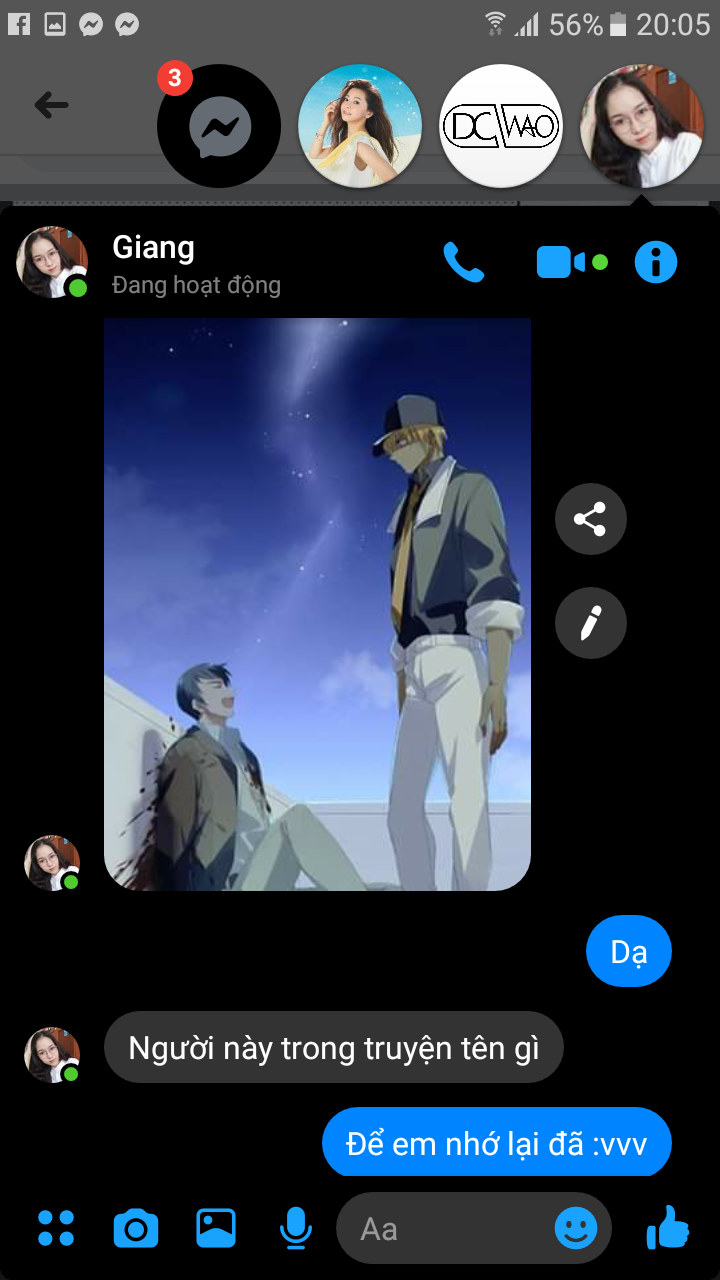 56% 20:05
3
DC WAO
Giang
Đang hoạt động
Dạ
Người này trong truyện tên gì
Để em nhớ lại đã :vvv
Aa